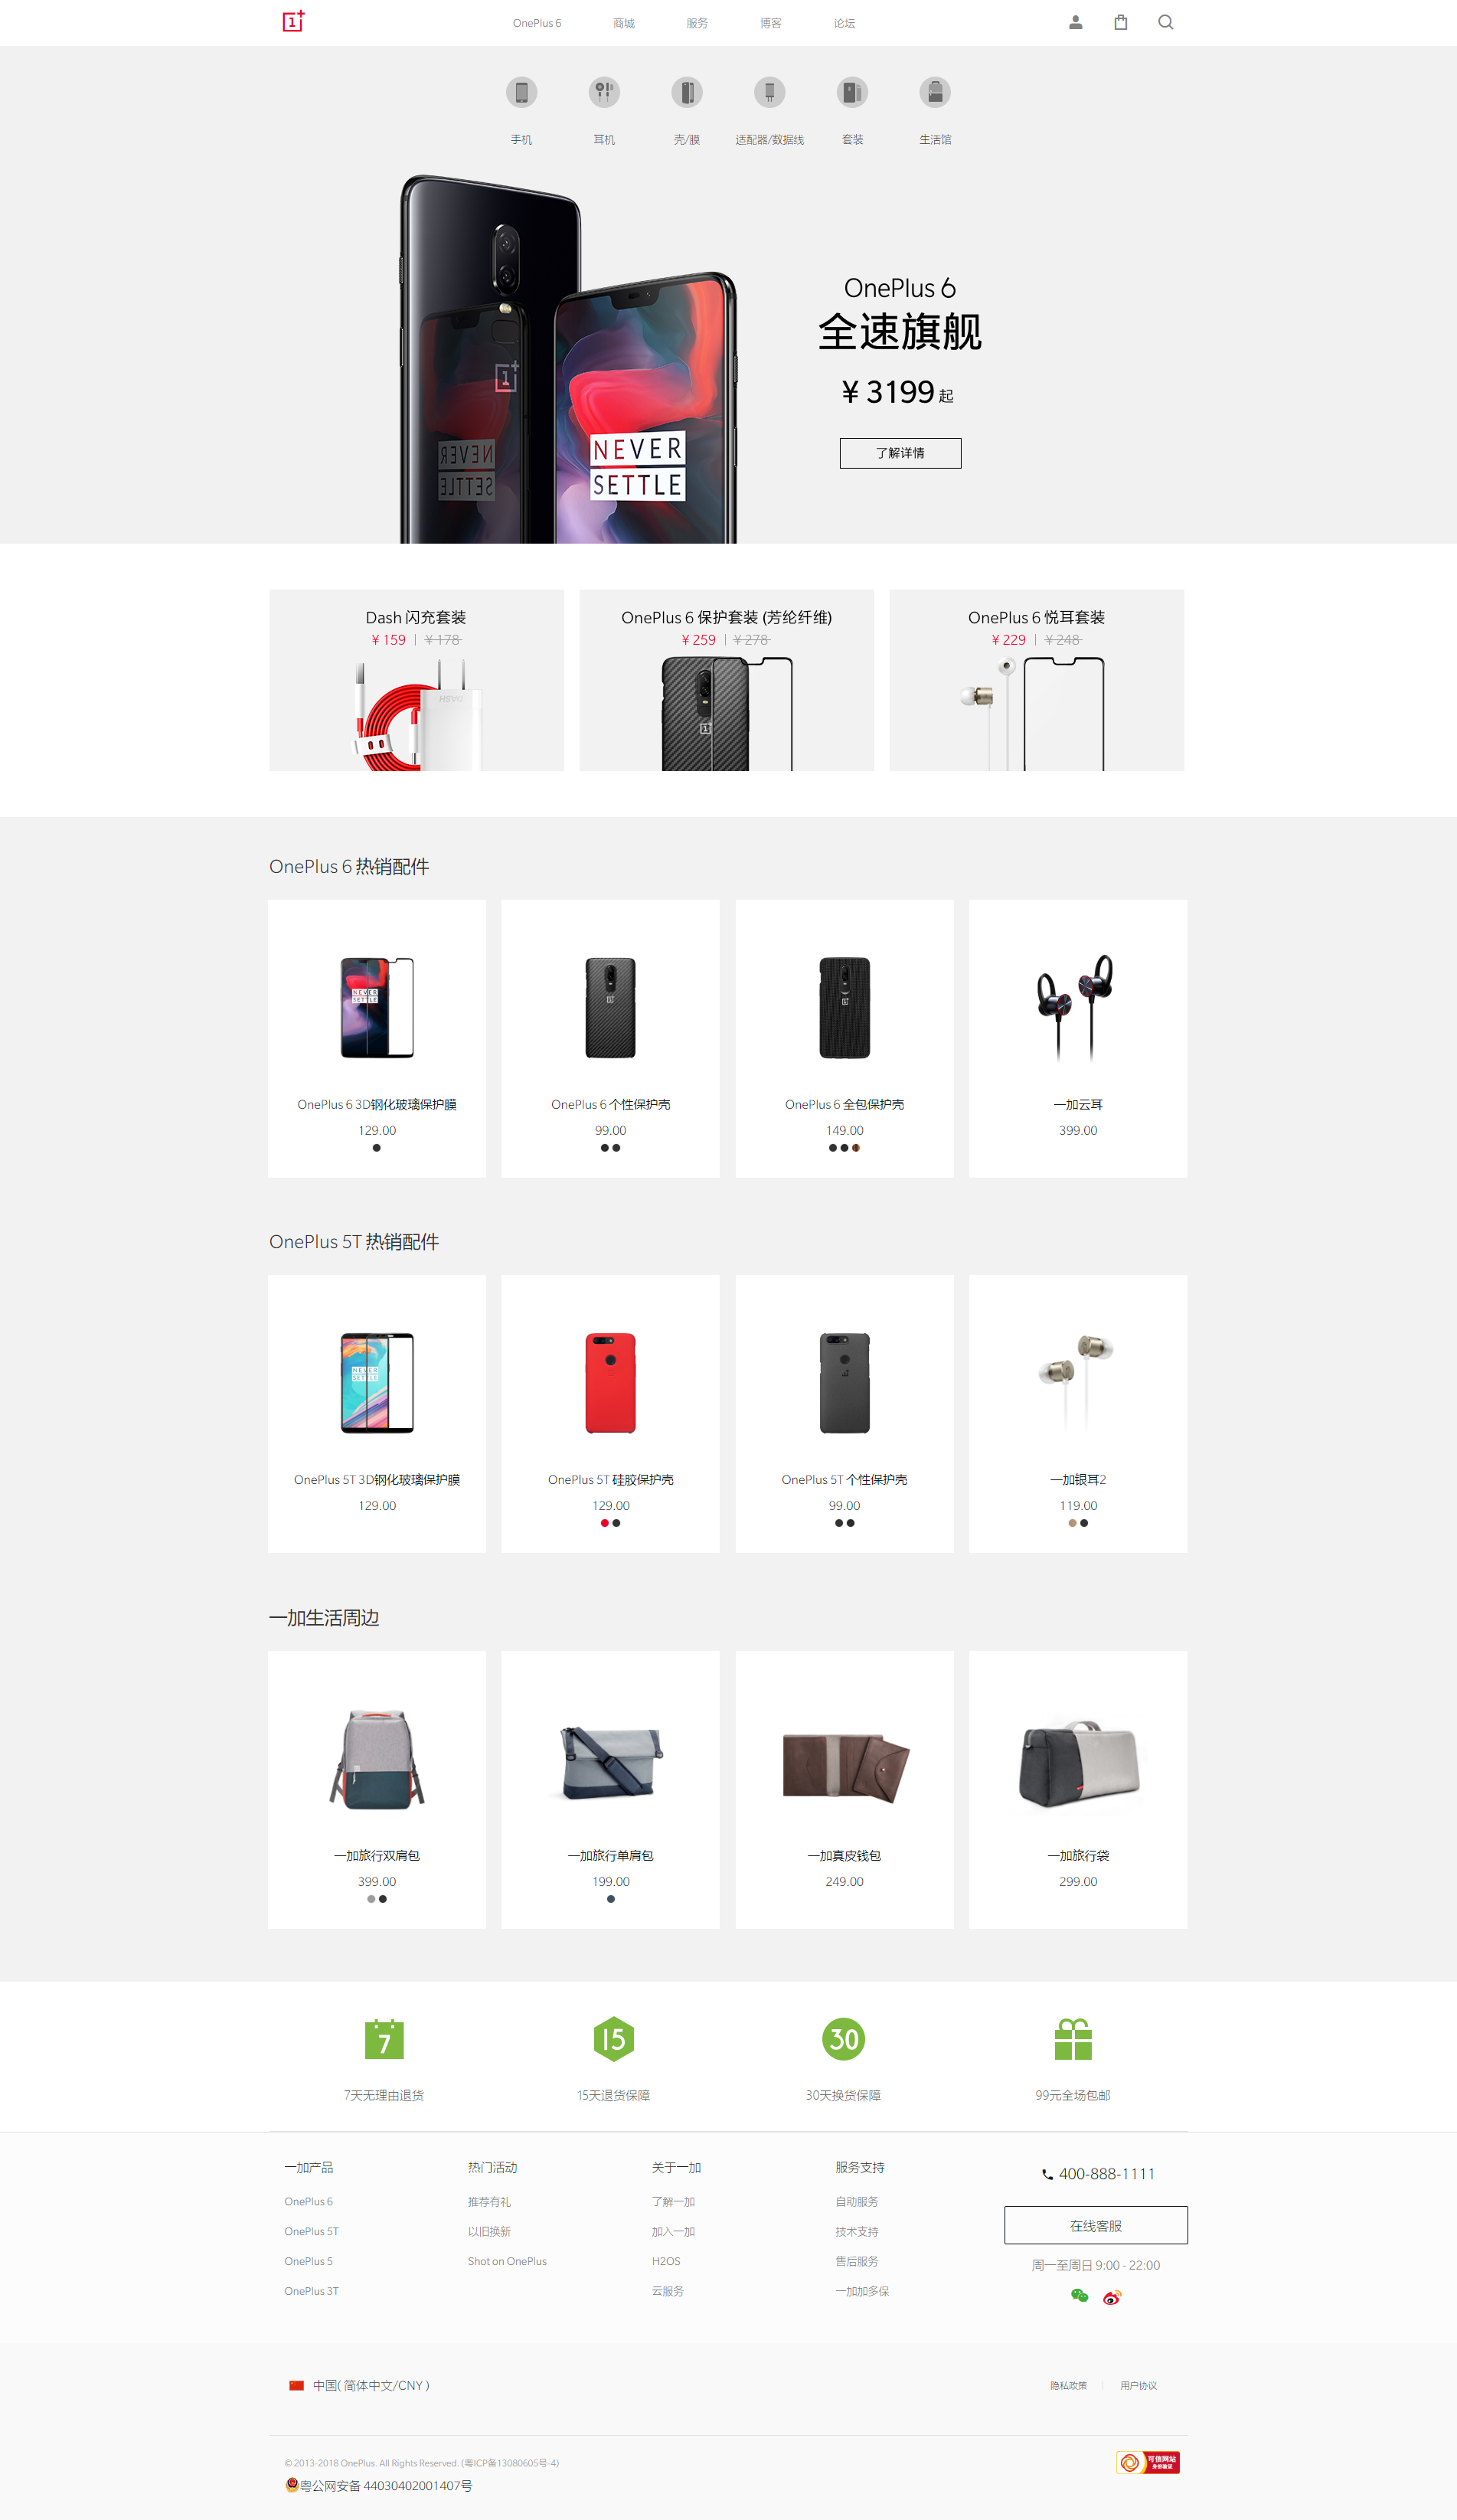 OnePlus 6 商城 服务 博客 论坛
手机 耳机 壳/膜 适配器/数据线 套装 生活馆
OnePlus 6
全速旗舰
¥ 3199 起
了解详情
NEVER
SETTLE
Dash 闪充套装
¥ 159 | ¥ 178
DASH
OnePlus 6 保护套装 (芳纶纤维)
¥ 259 | ¥ 278
OnePlus 6 悦耳套装
¥ 229 | ¥ 248
OnePlus 6 热销配件
NEVER
SETTLE
OnePlus 6 3D钢化玻璃保护膜
129.00
OnePlus 6 个性保护壳
99.00
OnePlus 6 全包保护壳
149.00
一加云耳
399.00
OnePlus 5T 热销配件
NEVER
SETTLE
OnePlus 5T 3D钢化玻璃保护膜
129.00
OnePlus 5T 硅胶保护壳
129.00
OnePlus 5T 个性保护壳
99.00
一加银耳2
119.00
一加生活周边
一加旅行双肩包
399.00
一加旅行单肩包
199.00
一加真皮钱包
249.00
一加旅行袋
299.00
7 15 30
7天无理由退货 15天退货保障 30天换货保障 99元全场包邮
一加产品
OnePlus 6
OnePlus 5T
OnePlus 5
OnePlus 3T
热门活动
推荐有礼
以旧换新
Shot on OnePlus
关于一加
了解一加
加入一加
H2OS
云服务
服务支持
自助服务
技术支持
售后服务
一加加多保
400-888-1111
在线客服
周一至周日 9:00 - 22:00
中国( 简体中文/CNY )
隐私政策 | 用户协议
© 2013-2018 OnePlus. All Rights Reserved. (粤ICP备13080605号-4)
粤公网安备 44030402001407号
可信网站
身份验证